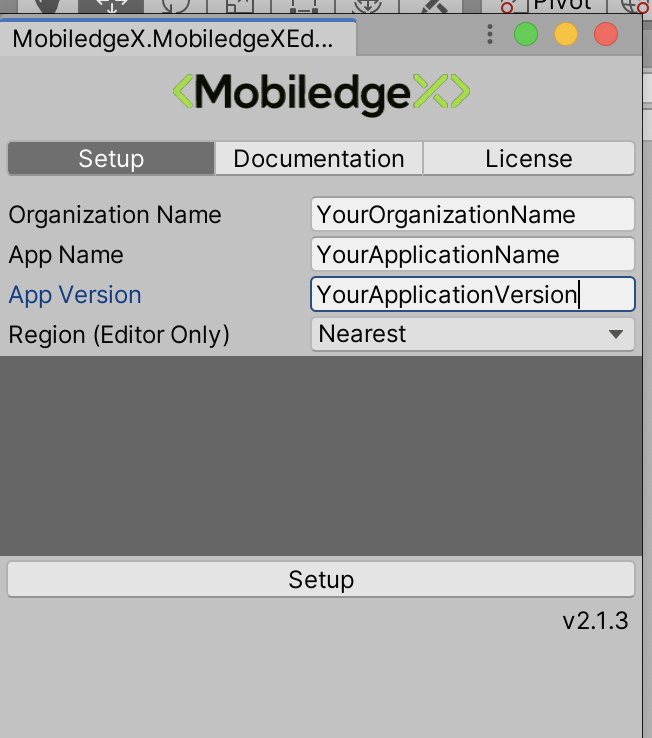 Pivot
MobiledgeX.MobiledgeXEd...
<MobiledgeX>
Setup Documentation License
Organization Name YourOrganizationName
App Name YourApplicationName
App Version YourApplicationVersion
Region (Editor Only) Nearest
Setup
v2.1.3